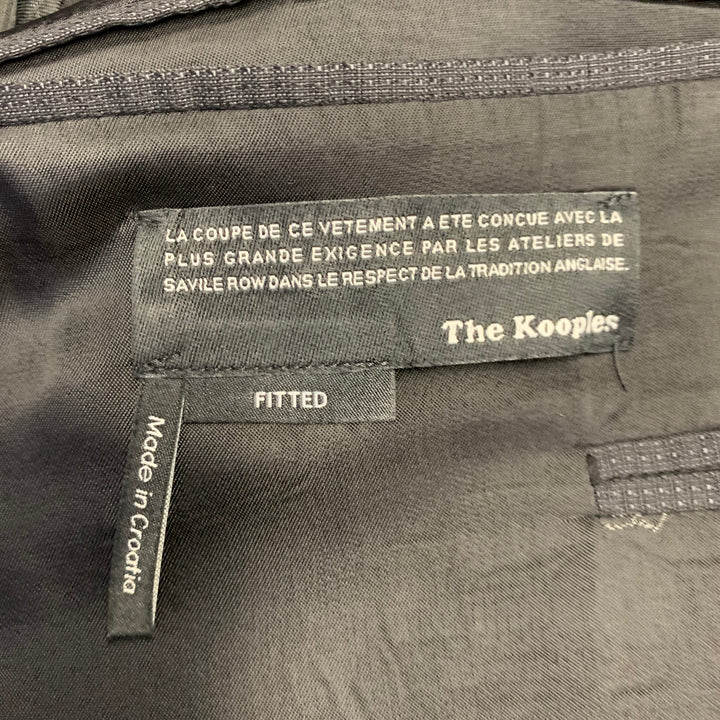 LA COUPE DE CE VETEMENT A ETE CONCUE AVEC LA
PLUS GRANDE EXIGENCE PAR LES ATELIERS DE
SAVILE ROW DANS LE RESPECT DE LA TRADITION ANGLAISE.
The Kooples
FITTED
Made in Croatia